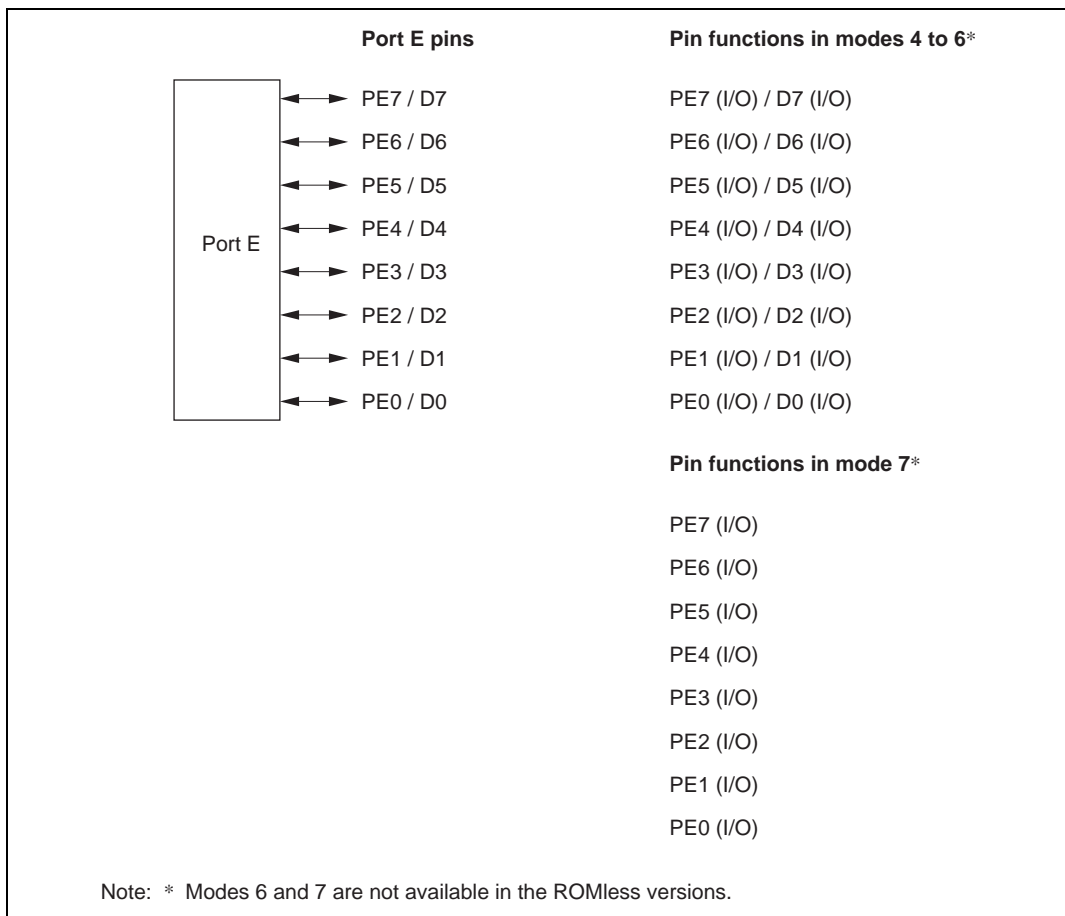 Port E pins Pin functions in modes 4 to 6*
Port E
PE7 / D7 PE7 (I/O) / D7 (I/O)
PE6 / D6 PE6 (I/O) / D6 (I/O)
PE5 / D5 PE5 (I/O) / D5 (I/O)
PE4 / D4 PE4 (I/O) / D4 (I/O)
PE3 / D3 PE3 (I/O) / D3 (I/O)
PE2 / D2 PE2 (I/O) / D2 (I/O)
PE1 / D1 PE1 (I/O) / D1 (I/O)
PE0 / D0 PE0 (I/O) / D0 (I/O)
Pin functions in mode 7*
PE7 (I/O)
PE6 (I/O)
PE5 (I/O)
PE4 (I/O)
PE3 (I/O)
PE2 (I/O)
PE1 (I/O)
PE0 (I/O)
Note: * Modes 6 and 7 are not available in the ROMless versions.